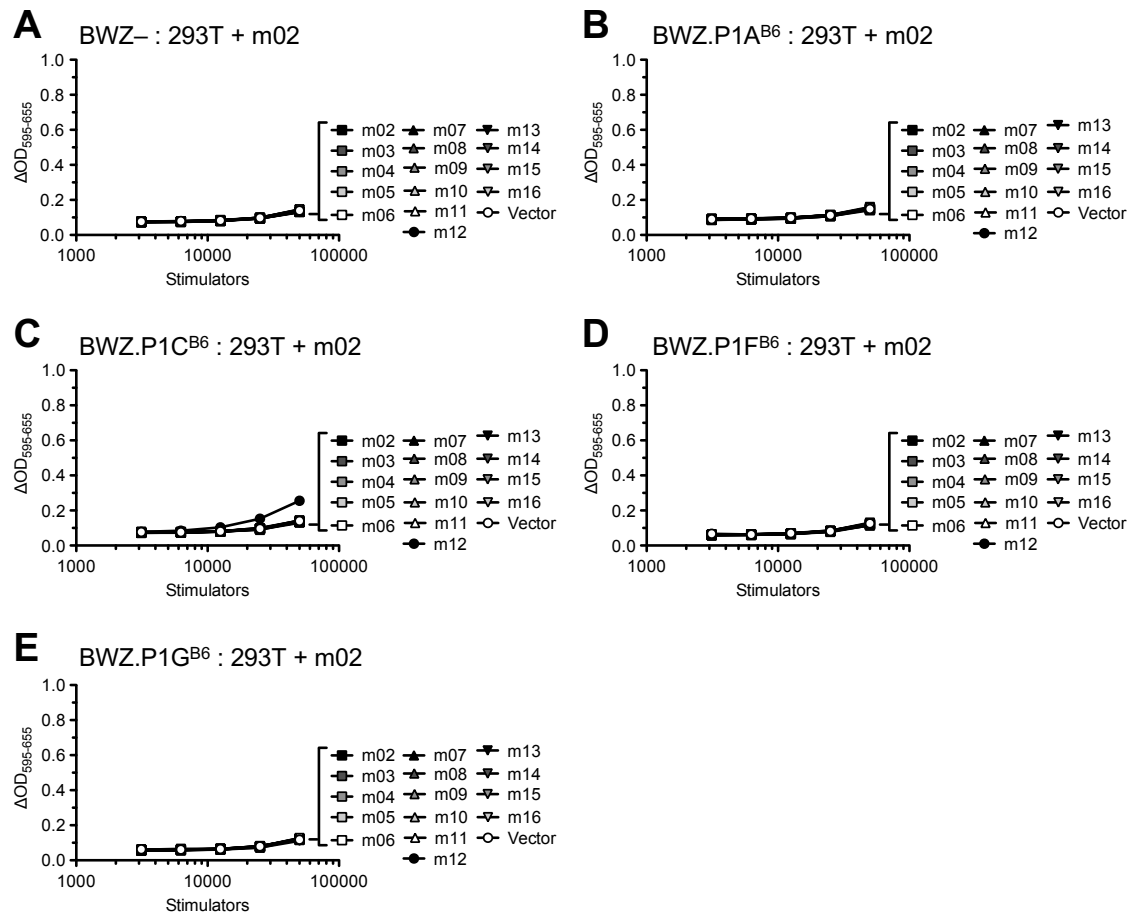 A
BWZ– : 293T + m02
1.0
0.8
0.6
0.4
0.2
0.0
ΔOD595-655
1000
10000
100000
Stimulators
m02 m07 m13
m03 m08 m14
m04 m09 m15
m05 m10 m16
m06 m11 Vector
m12
B
BWZ.P1AB6 : 293T + m02
1.0
0.8
0.6
0.4
0.2
0.0
ΔOD595-655
1000
10000
100000
Stimulators
m02 m07 m13
m03 m08 m14
m04 m09 m15
m05 m10 m16
m06 m11 Vector
m12
C
BWZ.P1CB6 : 293T + m02
1.0
0.8
0.6
0.4
0.2
0.0
ΔOD595-655
1000
10000
100000
Stimulators
m02 m07 m13
m03 m08 m14
m04 m09 m15
m05 m10 m16
m06 m11 Vector
m12
D
BWZ.P1FB6 : 293T + m02
1.0
0.8
0.6
0.4
0.2
0.0
ΔOD595-655
1000
10000
100000
Stimulators
m02 m07 m13
m03 m08 m14
m04 m09 m15
m05 m10 m16
m06 m11 Vector
m12
E
BWZ.P1GB6 : 293T + m02
1.0
0.8
0.6
0.4
0.2
0.0
ΔOD595-655
1000
10000
100000
Stimulators
m02 m07 m13
m03 m08 m14
m04 m09 m15
m05 m10 m16
m06 m11 Vector
m12